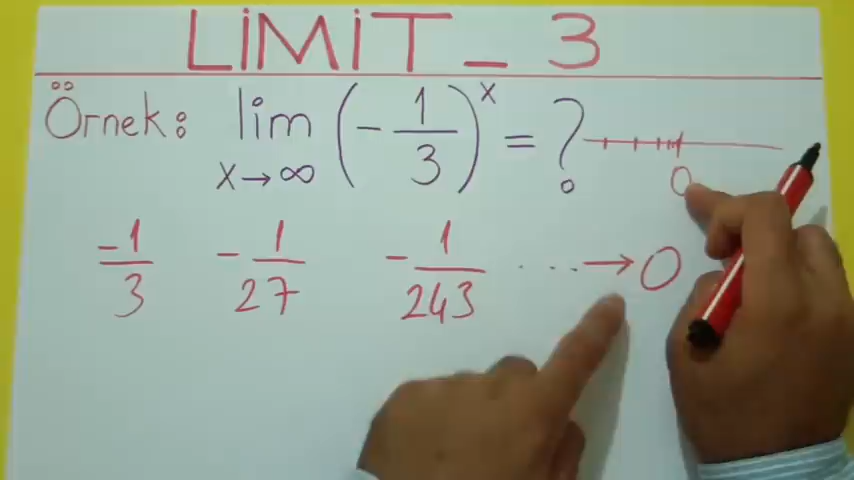 LİMİT_3
Örnek: lim x→∞ (-1/3)^x = ?
0
-1/3 -1/27 -1/243 ...→0